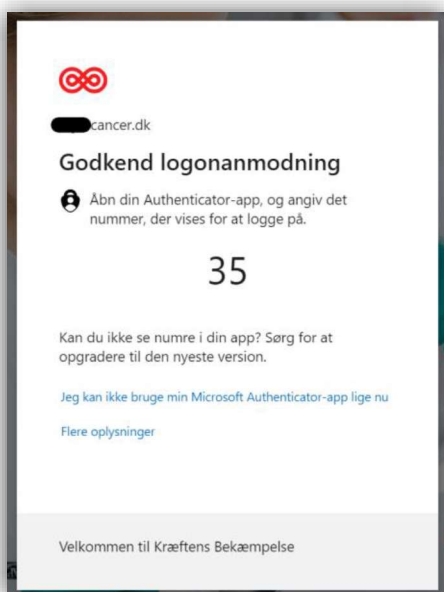 cancer.dk
Godkend logonanmodning
Åbn din Authenticator-app, og angiv det
nummer, der vises for at logge på.
35
Kan du ikke se numre i din app? Sørg for at
opgradere til den nyeste version.
Jeg kan ikke bruge min Microsoft Authenticator-app lige nu
Flere oplysninger
Velkommen til Kræftens Bekæmpelse